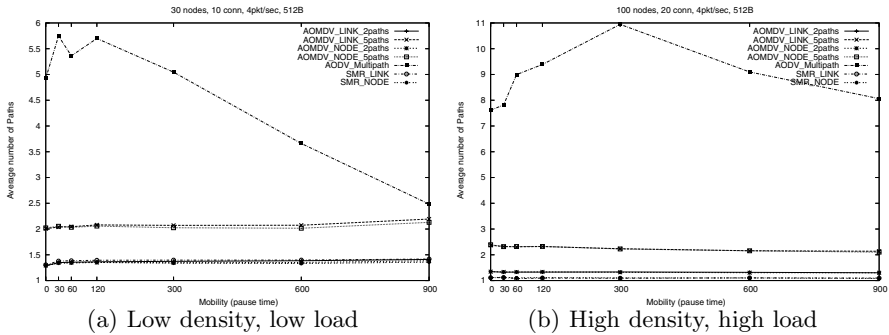 30 nodes, 10 conn, 4pkt/sec, 512B
AOMDV_LINK_2paths
AOMDV_LINK_5paths
AOMDV_NODE_2paths
AOMDV_NODE_5paths
AODV_Multipath
SMR_LINK
SMR_NODE
Average number of Paths
6
5.5
5
4.5
4
3.5
3
2.5
2
1.5
1
0 30 60 120 300 600 900
Mobility (pause time)
(a) Low density, low load
100 nodes, 20 conn, 4pkt/sec, 512B
AOMDV_LINK_2paths
AOMDV_LINK_5paths
AOMDV_NODE_2paths
AOMDV_NODE_5paths
AODV_Multipath
SMR_LINK
SMR_NODE
Average number of Paths
11
10
9
8
7
6
5
4
3
2
1
0 30 60 120 300 600 900
Mobility (pause time)
(b) High density, high load